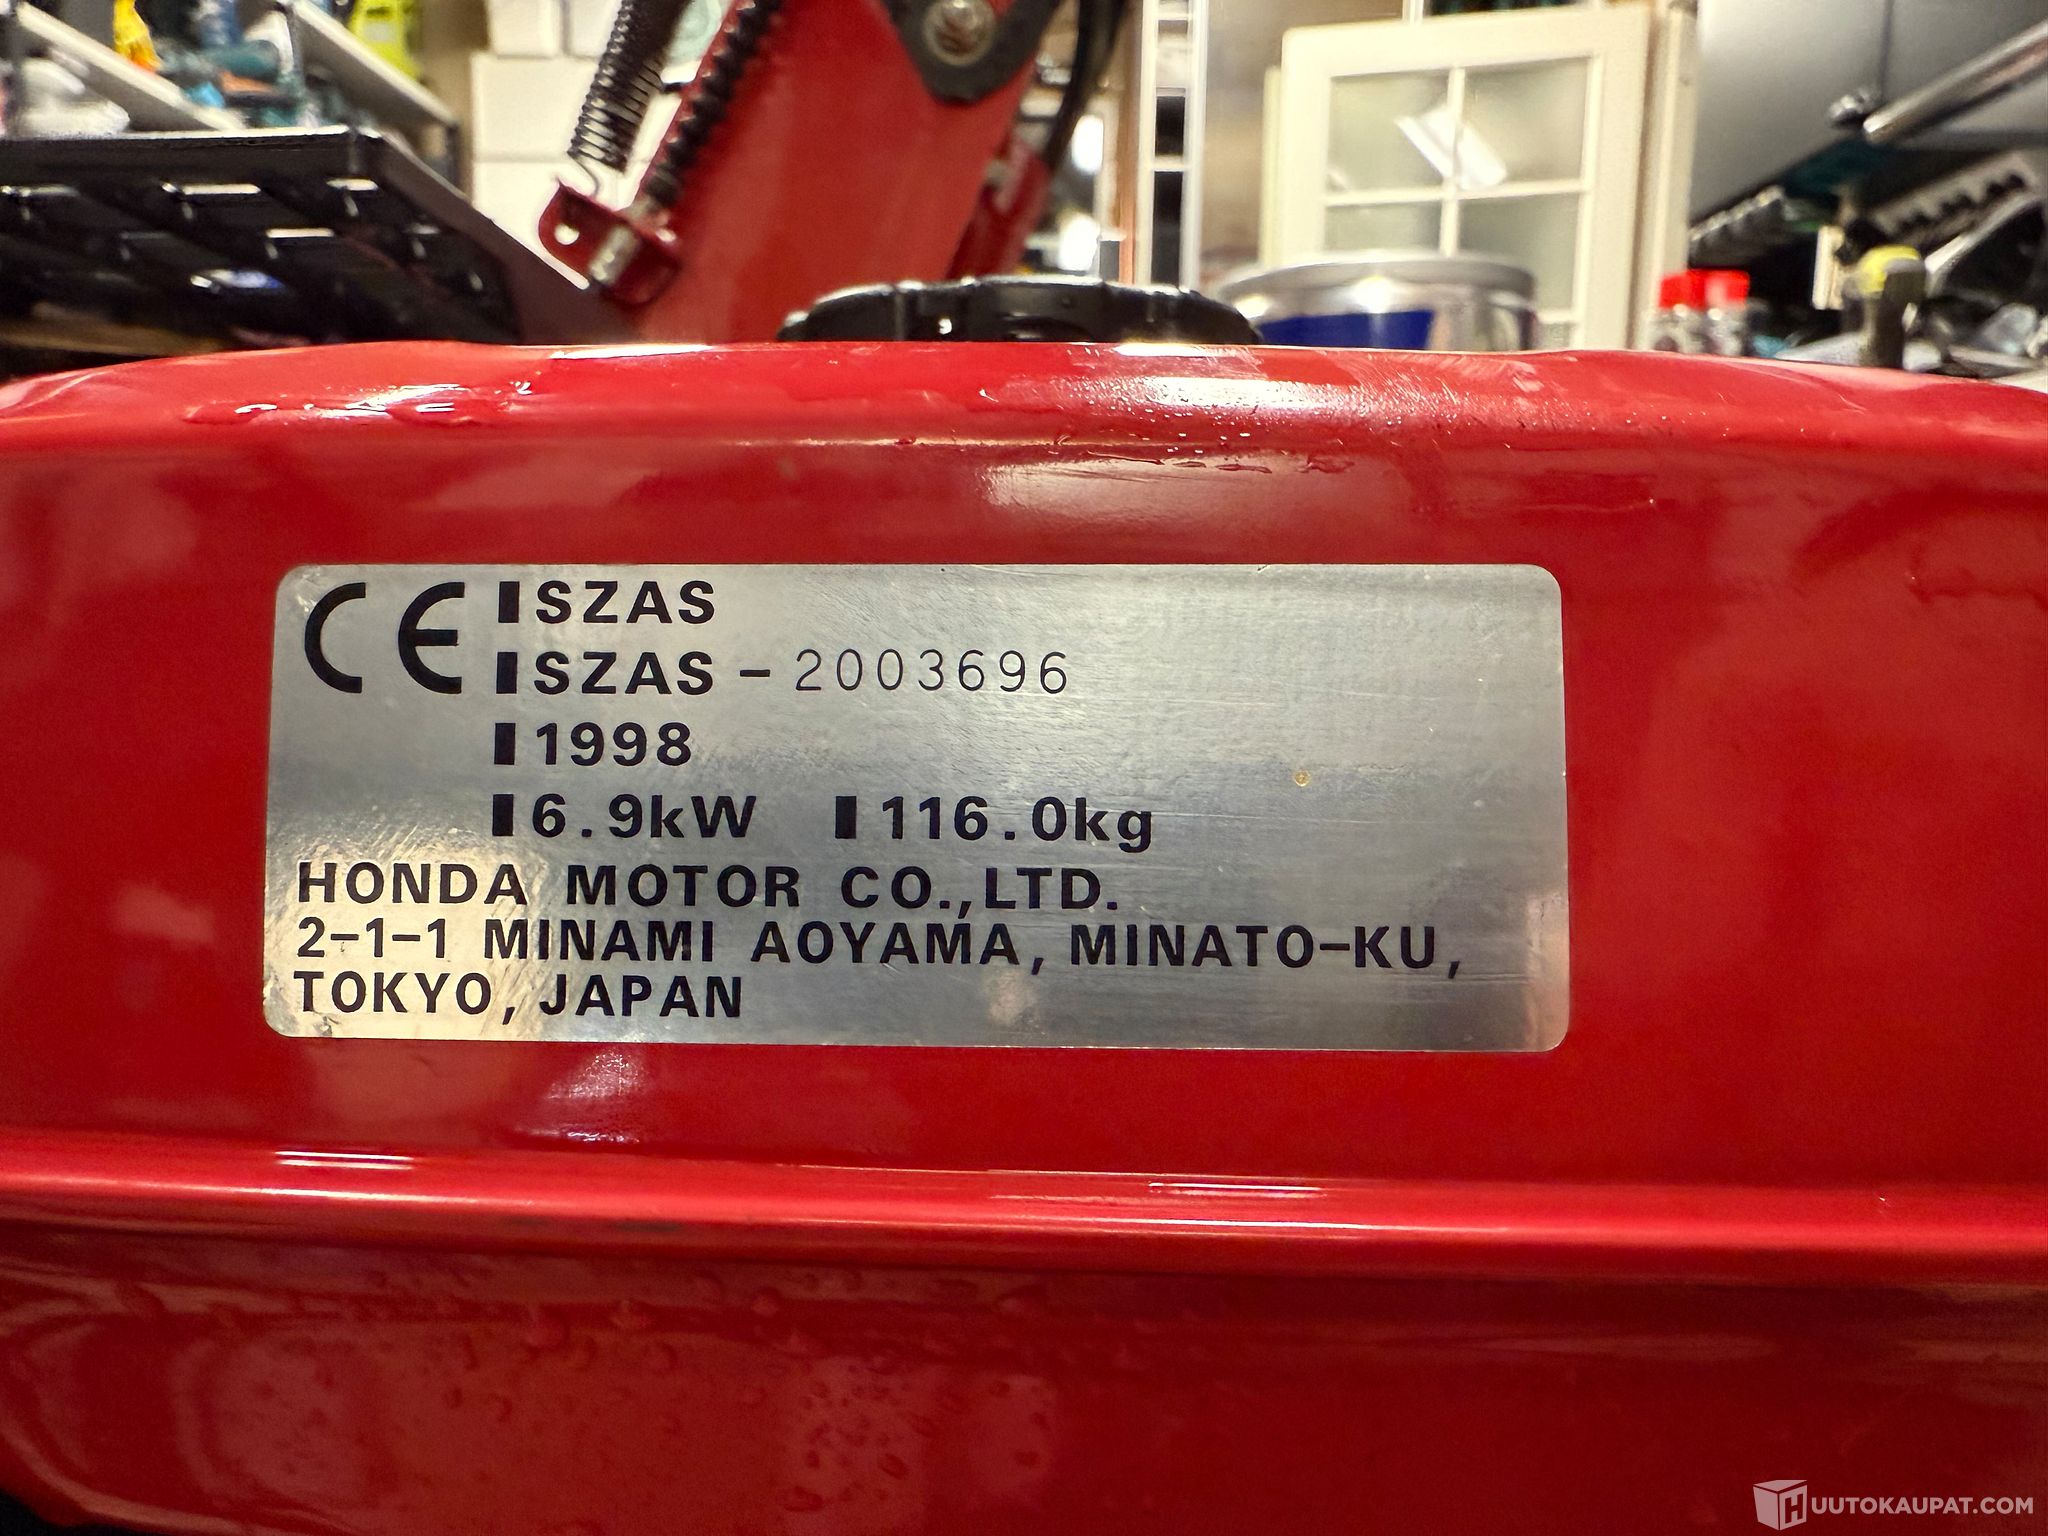 CE
▮SZAS
▮SZAS-2003696
▮1998
▮6.9kW ▮116.0kg
HONDA MOTOR CO.,LTD.
2-1-1 MINAMI AOYAMA, MINATO-KU,
TOKYO, JAPAN
HUUTOKAUPAT.COM